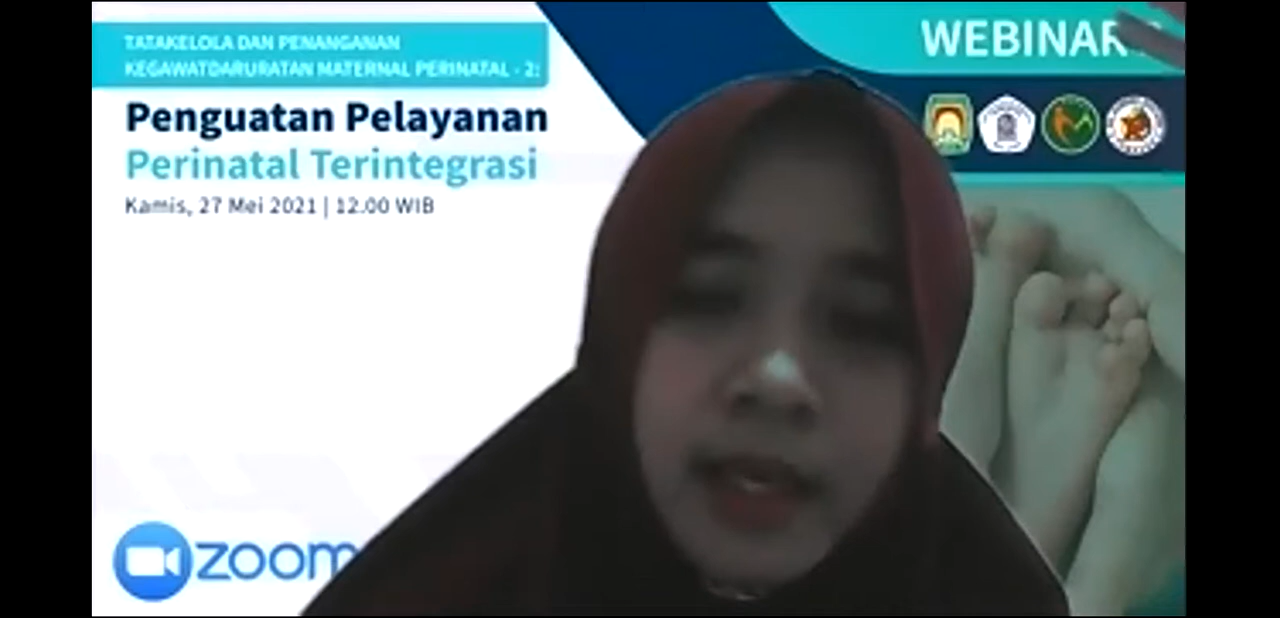 TATAKELOLA DAN PENANGANAN
KEGAWATDARURATAN MATERNAL PERINATAL - 2:
Penguatan Pelayanan
Perinatal Terintegrasi
Kamis, 27 Mei 2021 | 12.00 WIB
WEBINAR
zoom